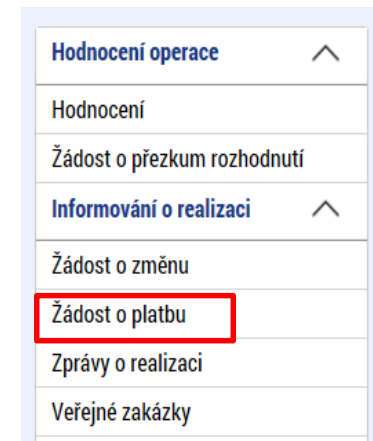 Hodnocení operace
Hodnocení
Žádost o přezkum rozhodnutí
Informování o realizaci
Žádost o změnu
Žádost o platbu
Zprávy o realizaci
Veřejné zakázky